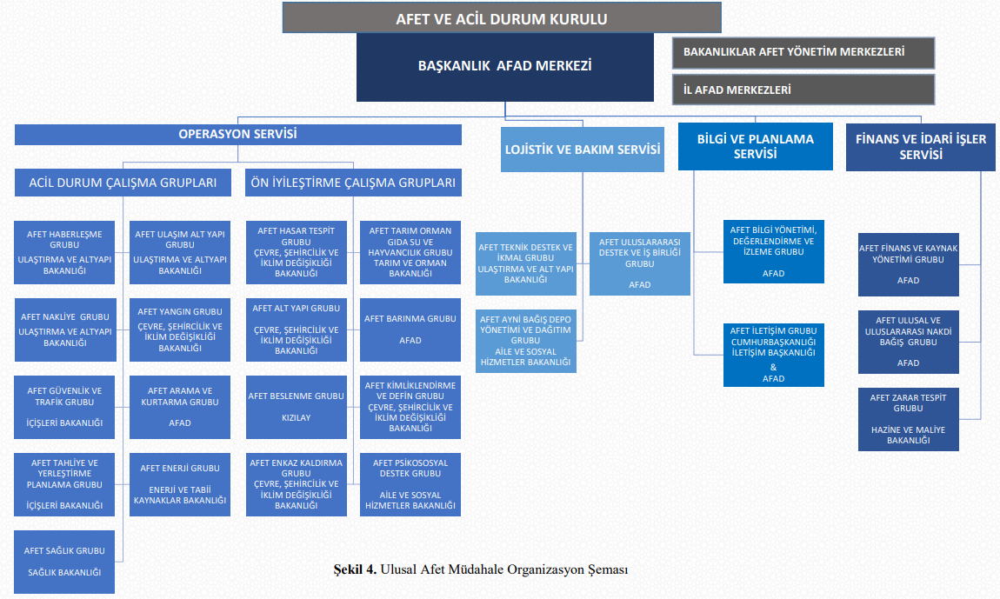 AFET VE ACİL DURUM KURULU
BAŞKANLIK AFAD MERKEZİ
BAKANLIKLAR AFET YÖNETİM MERKEZLERİ
İL AFAD MERKEZLERİ
OPERASYON SERVİSİ
LOJİSTİK VE BAKIM SERVİSİ
BİLGİ VE PLANLAMA
SERVİSİ
FİNANS VE İDARİ İŞLER
SERVİSİ
ACİL DURUM ÇALIŞMA GRUPLARI
ÖN İYİLEŞTİRME ÇALIŞMA GRUPLARI
AFET HABERLEŞME
GRUBU
ULAŞTIRMA VE ALTYAPI
BAKANLIĞI
AFET ULAŞIM ALT YAPI
GRUBU
ULAŞTIRMA VE ALTYAPI
BAKANLIĞI
AFET NAKLİYE GRUBU
ULAŞTIRMA VE ALTYAPI
BAKANLIĞI
AFET YANGIN GRUBU
ÇEVRE, ŞEHİRCİLİK VE
İKLİM DEĞİŞİKLİĞİ
BAKANLIĞI
AFET GÜVENLİK VE
TRAFİK GRUBU
İÇİŞLERİ BAKANLIĞI
AFET ARAMA VE
KURTARMA GRUBU
AFAD
AFET TAHLİYE VE
YERLEŞTİRME
PLANLAMA GRUBU
İÇİŞLERİ BAKANLIĞI
AFET ENERJİ GRUBU
ENERJİ VE TABİİ
KAYNAKLAR BAKANLIĞI
AFET SAĞLIK GRUBU
SAĞLIK BAKANLIĞI
AFET HASAR TESPİT
GRUBU
ÇEVRE, ŞEHİRCİLİK VE
İKLİM DEĞİŞİKLİĞİ
BAKANLIĞI
AFET TARIM ORMAN
GIDA SU VE
HAYVANCILIK GRUBU
TARIM VE ORMAN
BAKANLIĞI
AFET ALT YAPI GRUBU
ÇEVRE, ŞEHİRCİLİK VE
İKLİM DEĞİŞİKLİĞİ
BAKANLIĞI
AFET BARINMA GRUBU
AFAD
AFET BESLENME GRUBU
KIZILAY
AFET KİMLİKLENDİRME
VE DEFİN GRUBU
ÇEVRE, ŞEHİRCİLİK VE
İKLİM DEĞİŞİKLİĞİ
BAKANLIĞI
AFET ENKAZ KALDIRMA
GRUBU
ÇEVRE, ŞEHİRCİLİK VE
İKLİM DEĞİŞİKLİĞİ
BAKANLIĞI
AFET PSİKOSOSYAL
DESTEK GRUBU
AİLE VE SOSYAL
HİZMETLER BAKANLIĞI
AFET TEKNİK DESTEK VE
İKMAL GRUBU
ULAŞTIRMA VE ALT YAPI
BAKANLIĞI
AFET ULUSLARARASI
DESTEK VE İŞ BİRLİĞİ
GRUBU
AFAD
AFET AYNİ BAĞIŞ DEPO
YÖNETİMİ VE DAĞITIM
GRUBU
AİLE VE SOSYAL
HİZMETLER BAKANLIĞI
AFET BİLGİ YÖNETİMİ,
DEĞERLENDİRME VE
İZLEME GRUBU
AFAD
AFET İLETİŞİM GRUBU
CUMHURBAŞKANLIĞI
İLETİŞİM BAŞKANLIĞI
&
AFAD
AFET FİNANS VE KAYNAK
YÖNETİMİ GRUBU
AFAD
AFET ULUSAL VE
ULUSLARARASI NAKDİ
BAĞIŞ GRUBU
AFAD
AFET ZARAR TESPİT
GRUBU
HAZİNE VE MALİYE
BAKANLIĞI
Şekil 4. Ulusal Afet Müdahale Organizasyon Şeması